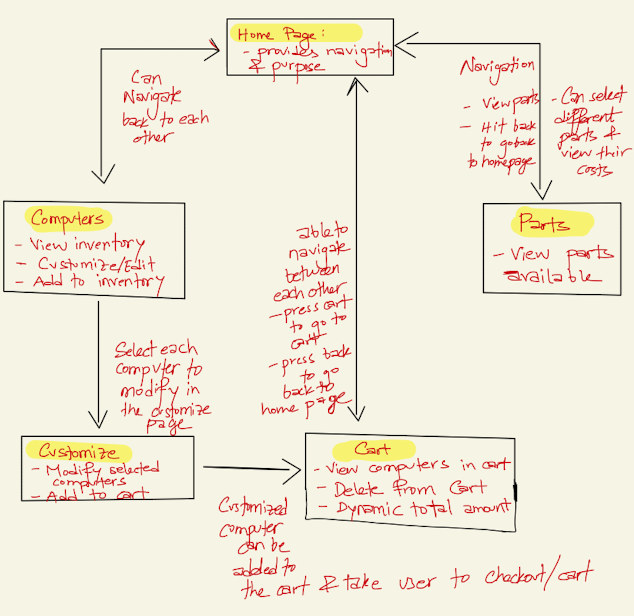 Home Page:
- provides navigation
& purpose
Can
Navigate
back to each
other
Navigation
- View parts
- Hit back
to go back
to homepage
- Can select
different
parts &
view their
costs
Computers
- View inventory
- Customize/Edit
- Add to inventory
able to
navigate
between
each other
- press cart
to go to
cart
- press back
to go
back to
home page
Parts
- View parts
available
Select each
computer to
modify in
the customize
page
Customize
- Modify selected
computers
- Add to cart
Cart
- View computers in cart
- Delete from Cart
- Dynamic total amount
Customized
computer
can be
added to
the cart & take user to checkout/cart